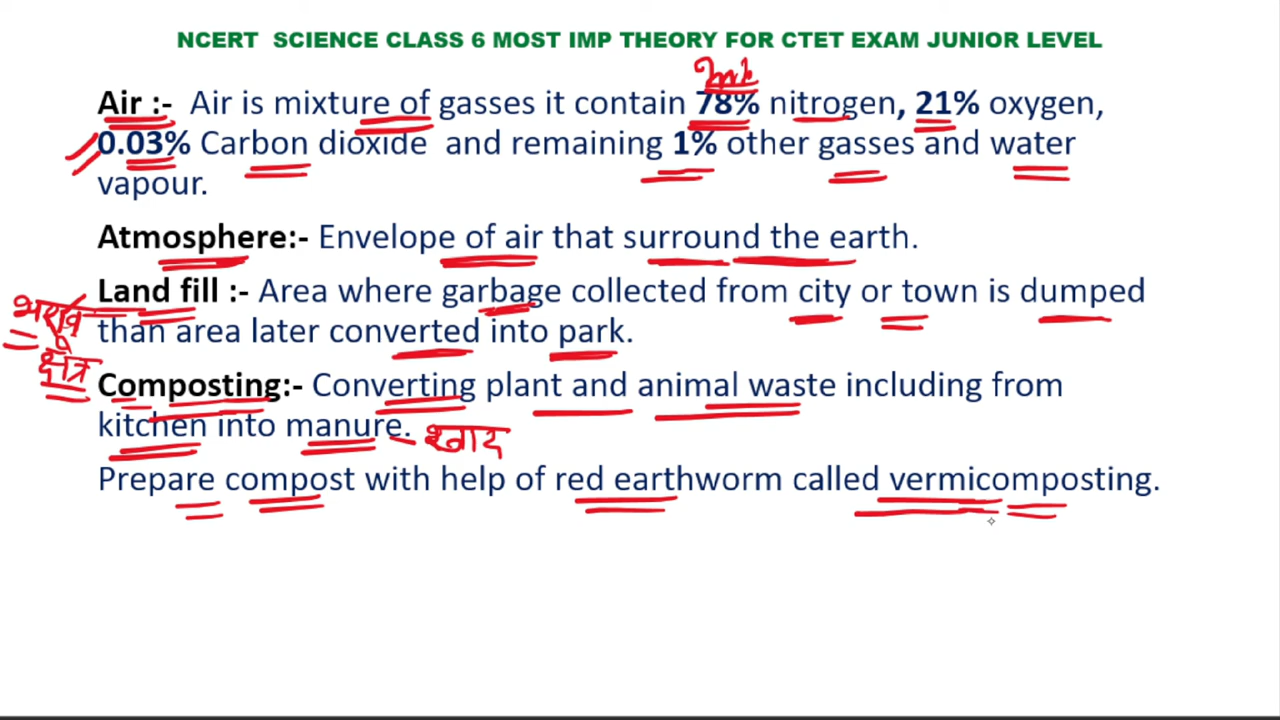 NCERT SCIENCE CLASS 6 MOST IMP THEORY FOR CTET EXAM JUNIOR LEVEL
Imp
Air :- Air is mixture of gasses it contain 78% nitrogen, 21% oxygen,
0.03% Carbon dioxide and remaining 1% other gasses and water
vapour.
Atmosphere:- Envelope of air that surround the earth.
Land fill :- Area where garbage collected from city or town is dumped
भराव
than area later converted into park.
क्षेत्र
Composting:- Converting plant and animal waste including from
kitchen into manure. - खाद
Prepare compost with help of red earthworm called vermicomposting.